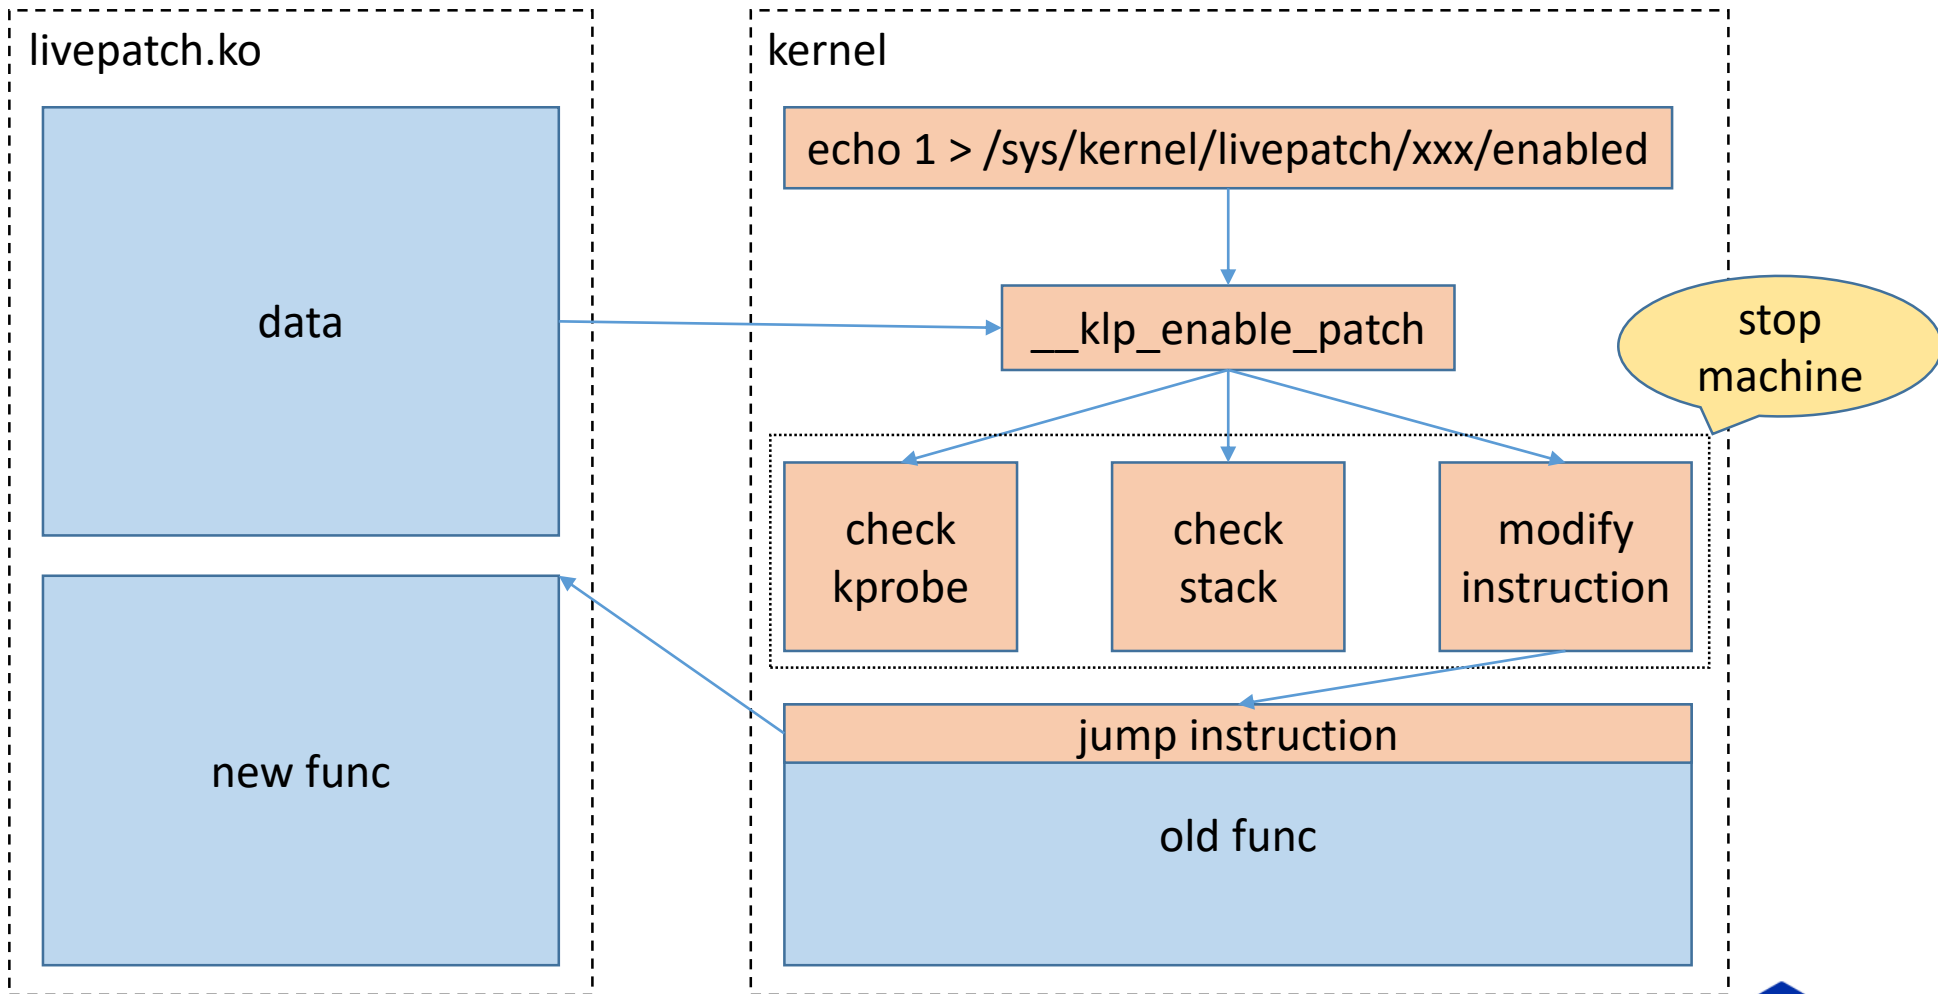 livepatch.ko
data
new func
kernel
echo 1 > /sys/kernel/livepatch/xxx/enabled
__klp_enable_patch
stop
machine
check
kprobe
check
stack
modify
instruction
jump instruction
old func